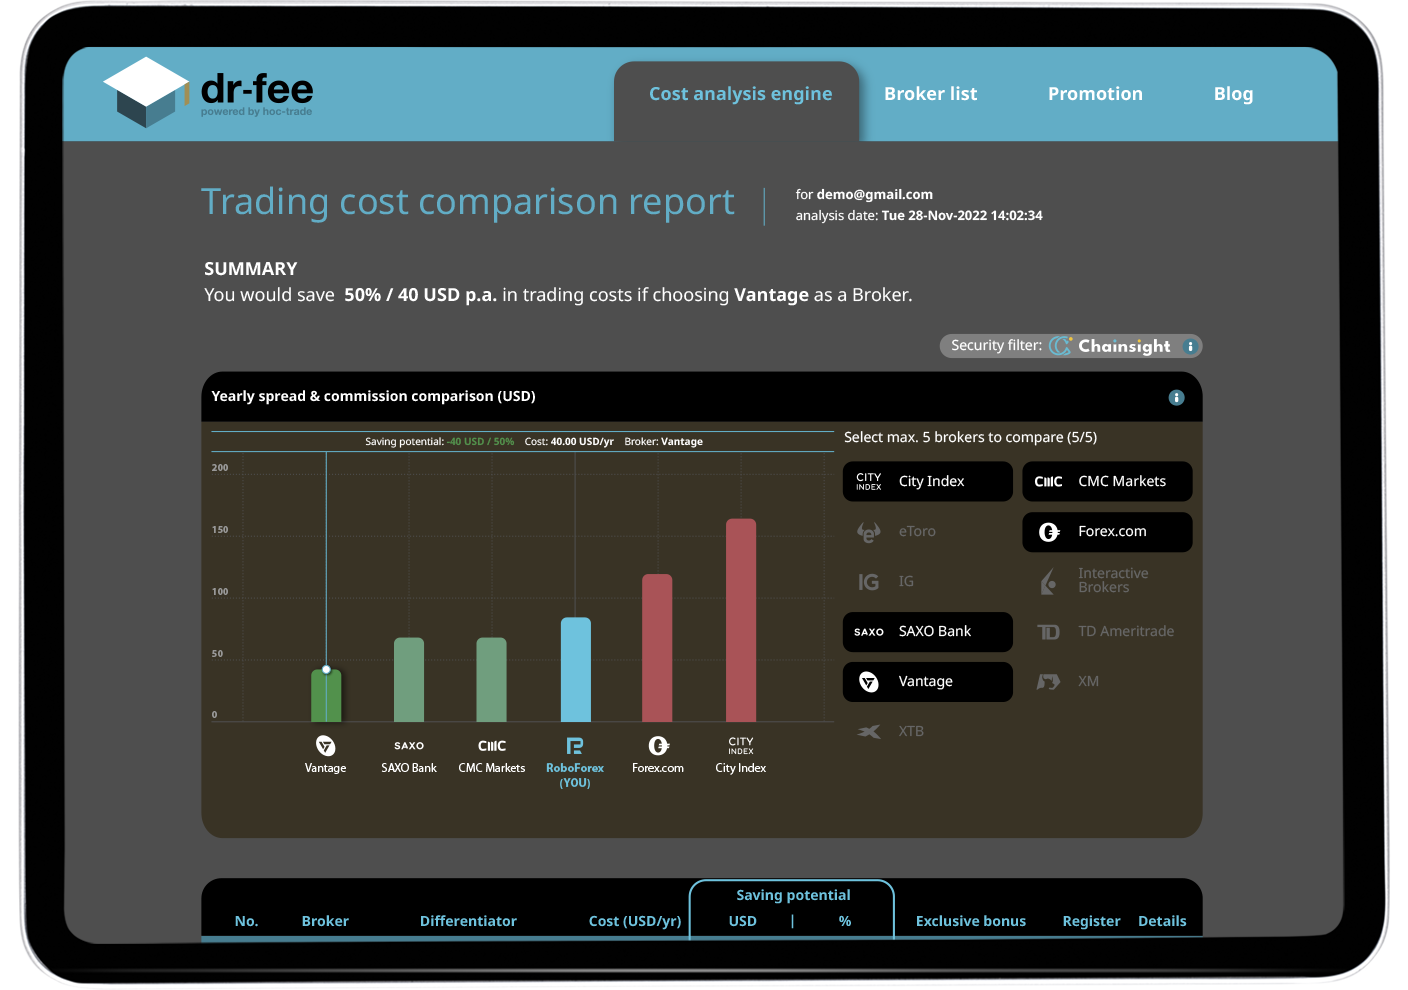 dr-fee
powered by hoc-trade
Cost analysis engine
Broker list
Promotion
Blog
Trading cost comparison report
for demo@gmail.com
analysis date: Tue 28-Nov-2022 14:02:34
SUMMARY
You would save 50% / 40 USD p.a. in trading costs if choosing Vantage as a Broker.
Security filter: Chainsight
Yearly spread & commission comparison (USD)
Saving potential: -40 USD / 50% Cost: 40.00 USD/yr Broker: Vantage
200
150
100
50
0
Vantage
SAXO
SAXO Bank
CMC
CMC Markets
RoboForex
(YOU)
Forex.com
CITY
INDEX
City Index
Select max. 5 brokers to compare (5/5)
CITY
INDEX
City Index
CMC
CMC Markets
eToro
Forex.com
IG
IG
Interactive
Brokers
SAXO
SAXO Bank
TD
TD Ameritrade
Vantage
XM
XTB
No.
Broker
Differentiator
Cost (USD/yr)
Saving potential
USD | %
Exclusive bonus
Register
Details